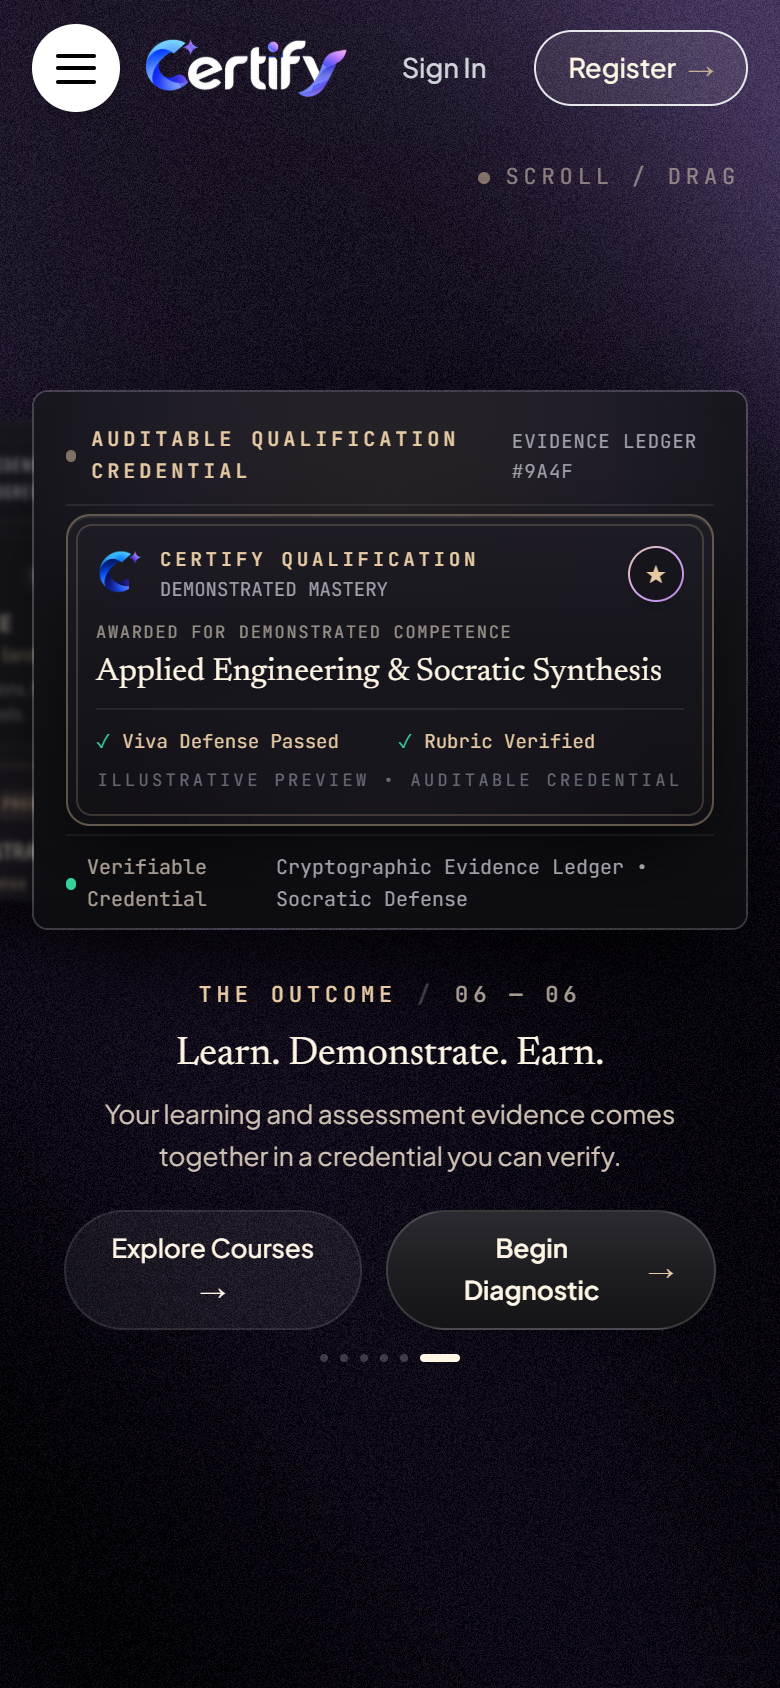 Certify
Sign In
Register →
SCROLL / DRAG
AUDITABLE QUALIFICATION
CREDENTIAL
EVIDENCE LEDGER
#9A4F
CERTIFY QUALIFICATION
DEMONSTRATED MASTERY
AWARDED FOR DEMONSTRATED COMPETENCE
Applied Engineering & Socratic Synthesis
✓ Viva Defense Passed
✓ Rubric Verified
ILLUSTRATIVE PREVIEW • AUDITABLE CREDENTIAL
Verifiable
Credential
Cryptographic Evidence Ledger •
Socratic Defense
THE OUTCOME / 06 — 06
Learn. Demonstrate. Earn.
Your learning and assessment evidence comes
together in a credential you can verify.
Explore Courses
→
Begin
Diagnostic →